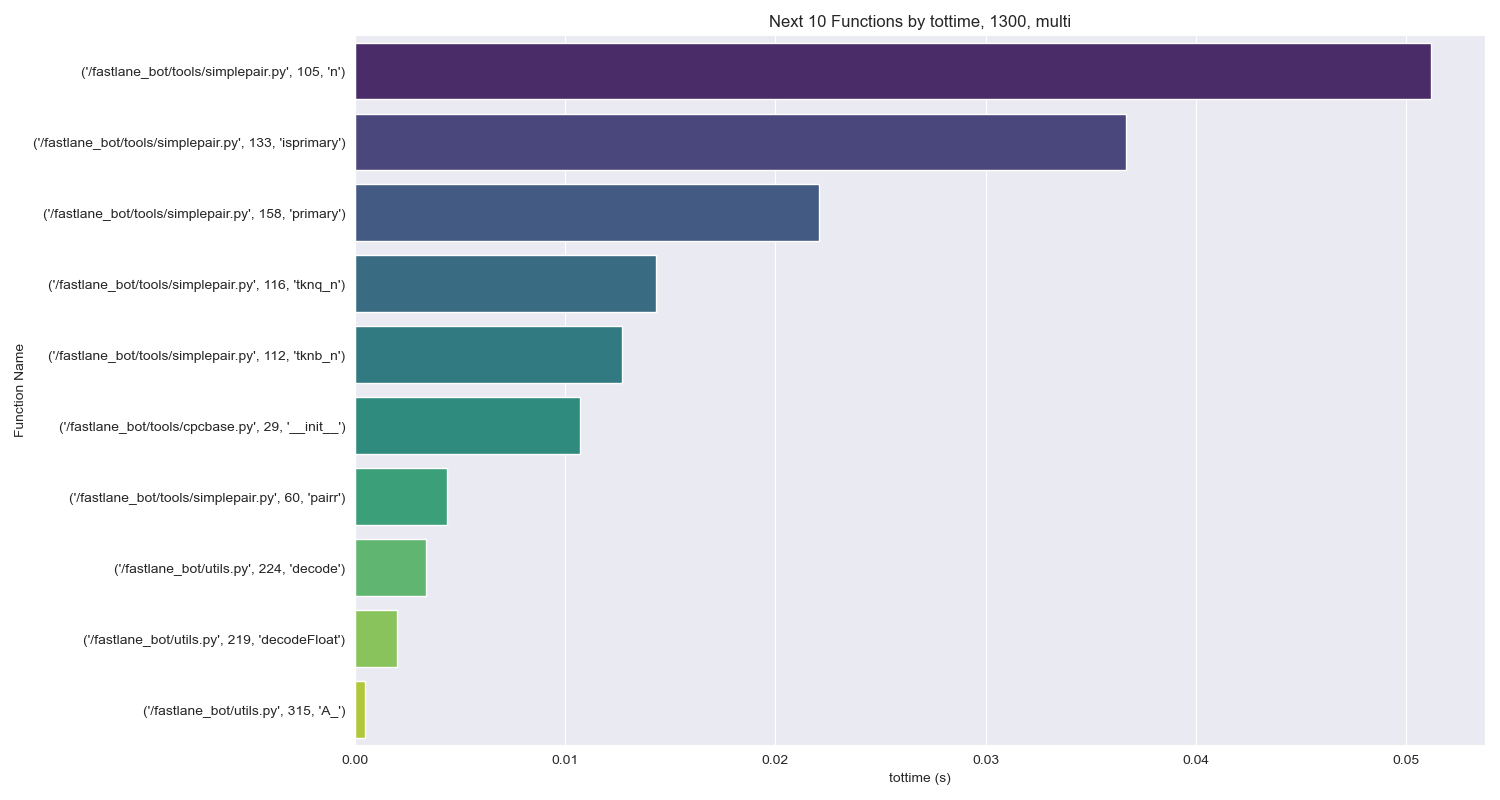 Next 10 Functions by tottime, 1300, multi
('/fastlane_bot/tools/simplepair.py', 105, 'n')
('/fastlane_bot/tools/simplepair.py', 133, 'isprimary')
('/fastlane_bot/tools/simplepair.py', 158, 'primary')
('/fastlane_bot/tools/simplepair.py', 116, 'tknq_n')
('/fastlane_bot/tools/simplepair.py', 112, 'tknb_n')
('/fastlane_bot/tools/cpcbase.py', 29, '__init__')
('/fastlane_bot/tools/simplepair.py', 60, 'pairr')
('/fastlane_bot/utils.py', 224, 'decode')
('/fastlane_bot/utils.py', 219, 'decodeFloat')
('/fastlane_bot/utils.py', 315, 'A_')
Function Name
0.00 0.01 0.02 0.03 0.04 0.05
tottime (s)